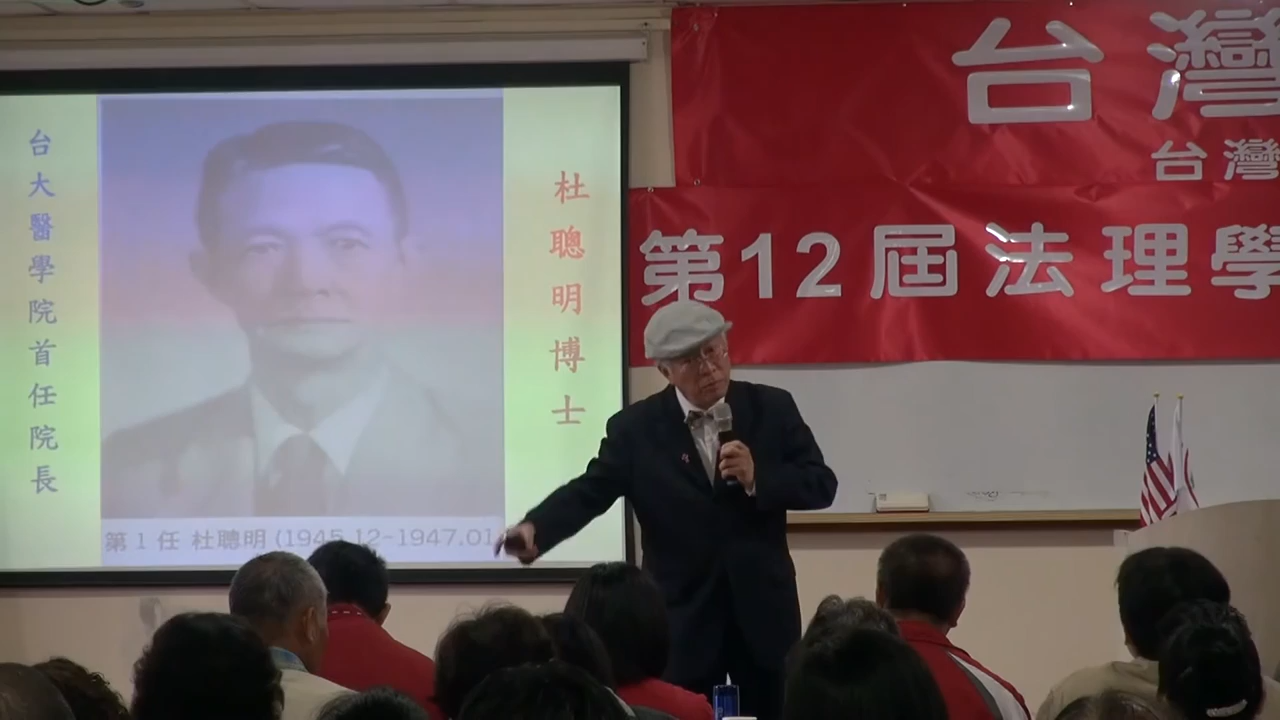 台大醫學院首任院長
杜聰明博士
第1任 杜聰明 (1945.12-1947.01
台灣
台灣
第12屆法理學